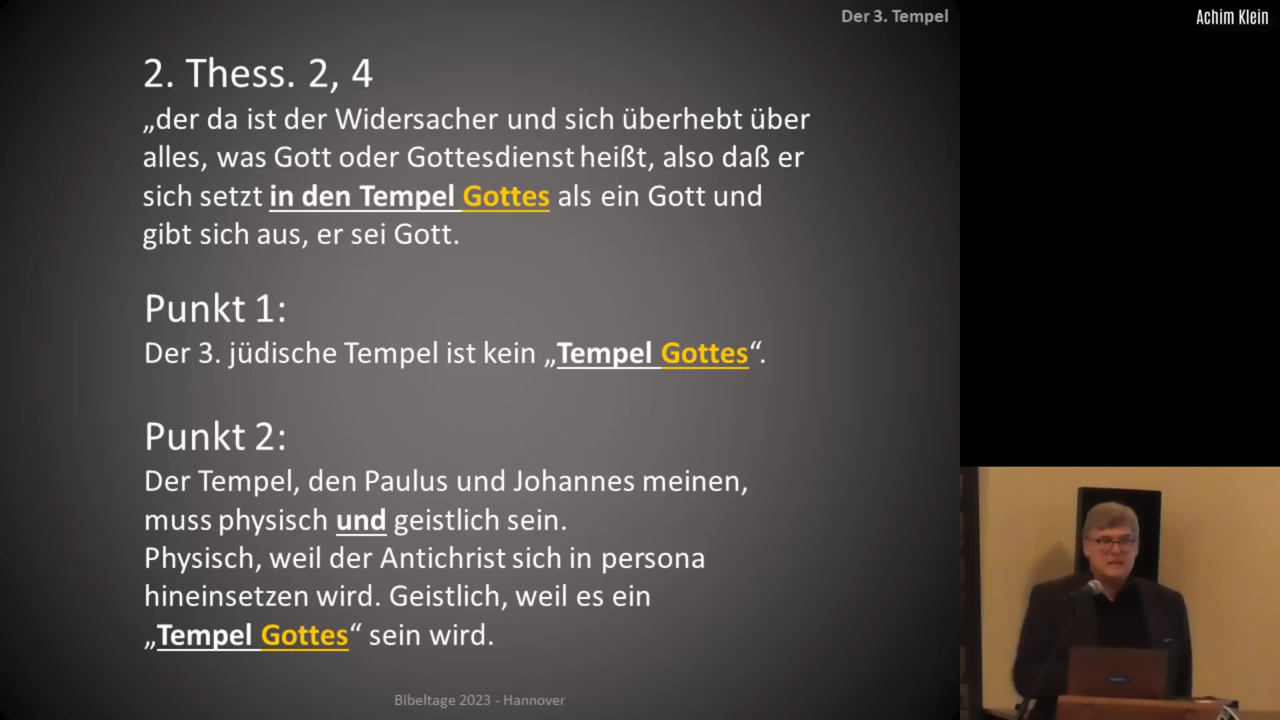 Der 3. Tempel
Achim Klein
2. Thess. 2, 4
„der da ist der Widersacher und sich überhebt über
alles, was Gott oder Gottesdienst heißt, also daß er
sich setzt in den Tempel Gottes als ein Gott und
gibt sich aus, er sei Gott.
Punkt 1:
Der 3. jüdische Tempel ist kein „Tempel Gottes“.
Punkt 2:
Der Tempel, den Paulus und Johannes meinen,
muss physisch und geistlich sein.
Physisch, weil der Antichrist sich in persona
hineinsetzen wird. Geistlich, weil es ein
„Tempel Gottes“ sein wird.
Bibeltage 2023 - Hannover